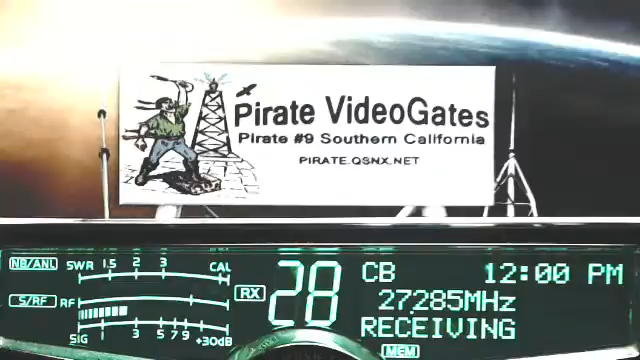 Pirate VideoGates
Pirate #9 Southern California
PIRATE.QSNX.NET
NB/ANL SWR 1.5 2 3 CAL
S/RF RF
SIG 1 3 5 7 9 +30dB
RX 28
CB 12:00 PM
27.285MHz
RECEIVING
MEM